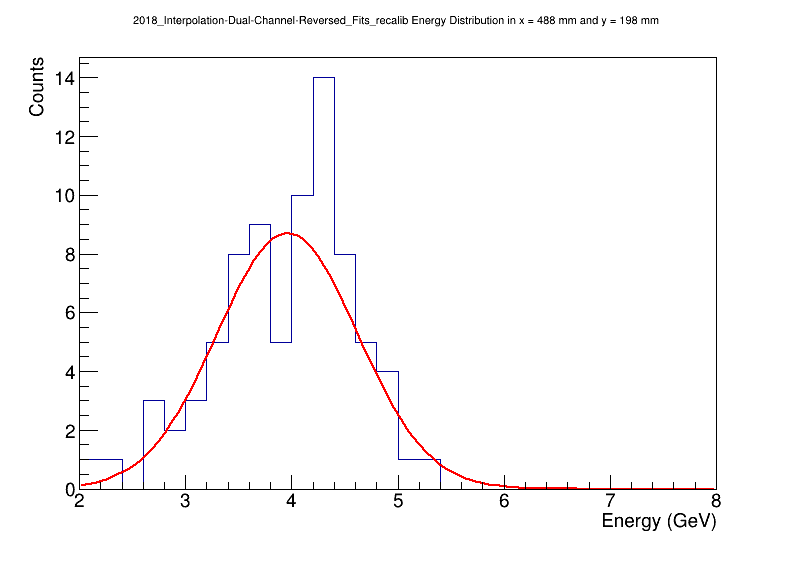 2018_Interpolation-Dual-Channel-Reversed_Fits_recalib Energy Distribution in x = 488 mm and y = 198 mm
Counts
14
12
10
8
6
4
2
0
2 3 4 5 6 7 8
Energy (GeV)